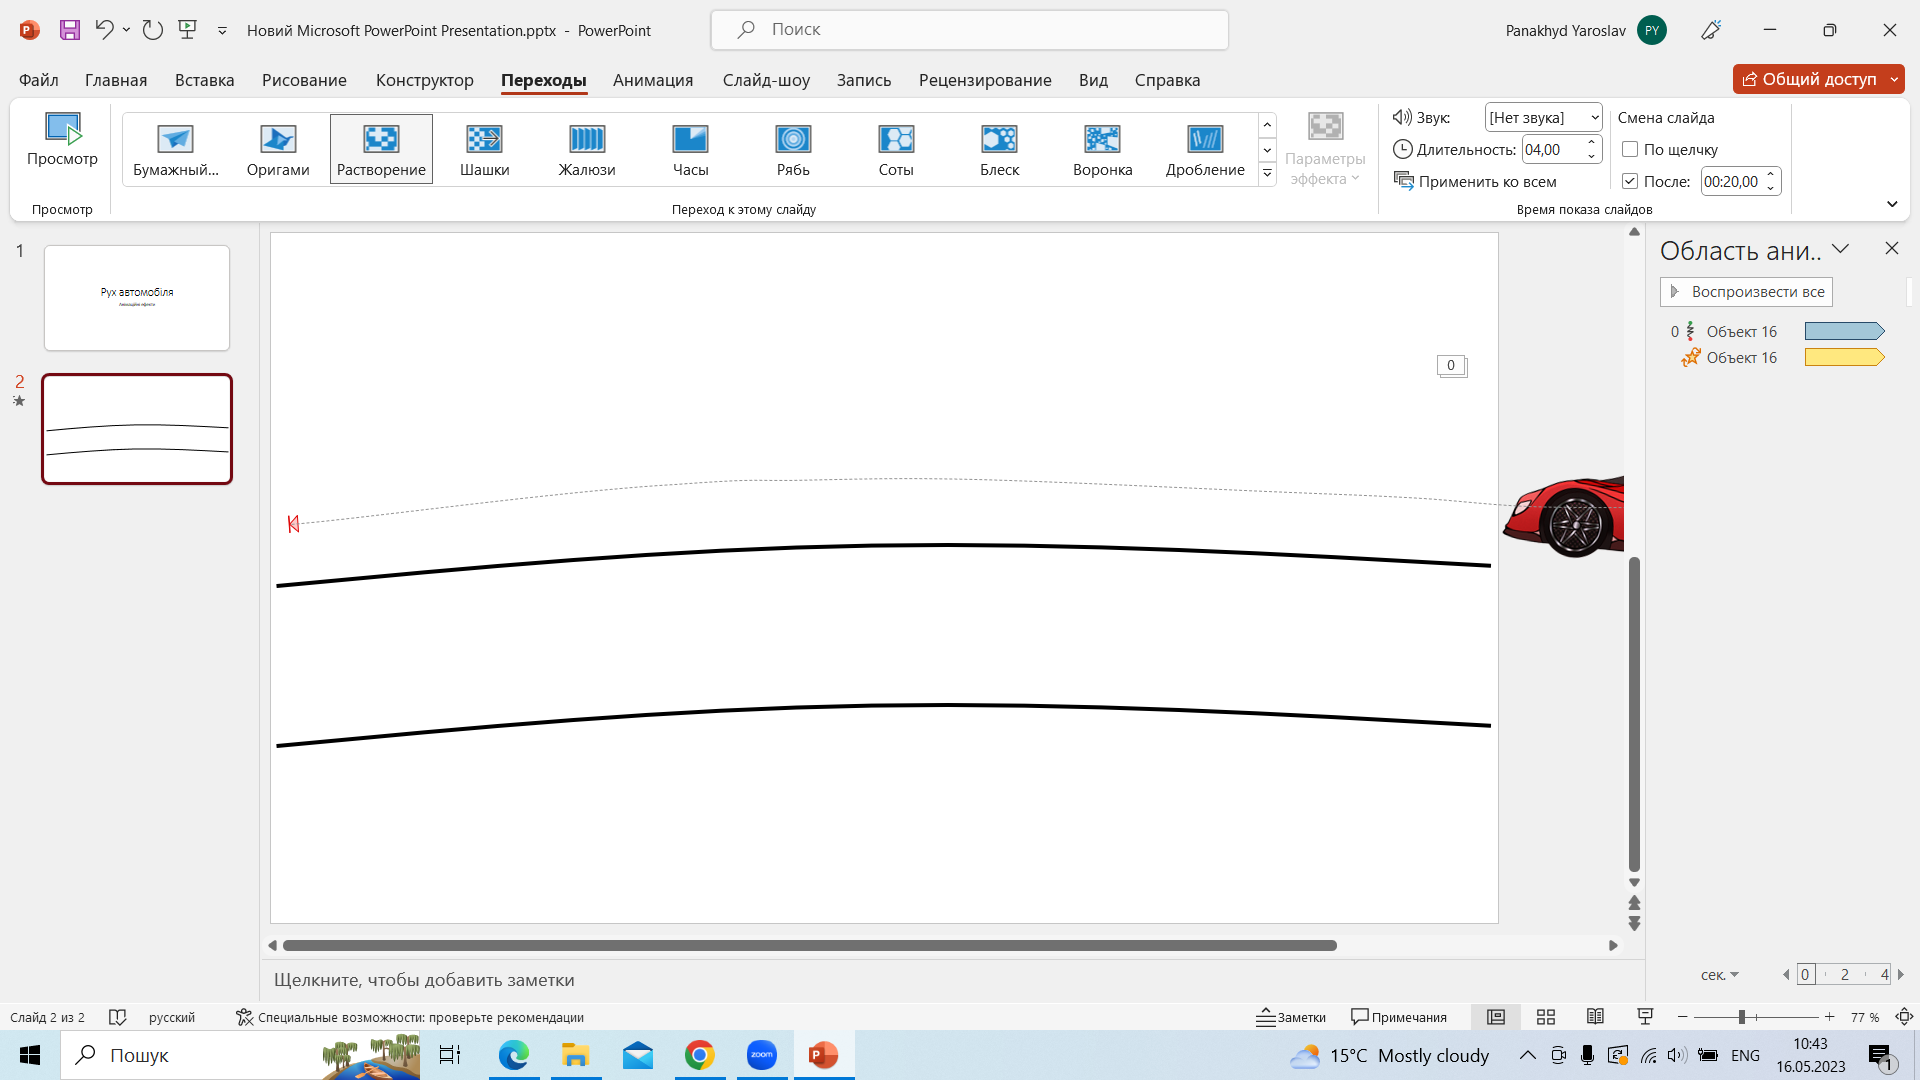 Новий Microsoft PowerPoint Presentation.pptx - PowerPoint
Поиск
Panakhyd Yaroslav
PY
Файл Главная Вставка Рисование Конструктор Переходы Анимация Слайд-шоу Запись Рецензирование Вид Справка
Общий доступ
Просмотр
Бумажный... Оригами Растворение Шашки Жалюзи Часы Рябь Соты Блеск Воронка Дробление
Параметры
эффекта
Звук: [Нет звука]
Длительность: 04,00
Применить ко всем
Смена слайда
По щелчку
После: 00:20,00
Просмотр
Переход к этому слайду
Время показа слайдов
1
Рух автомобіля
Анімаційні ефекти
2
0
Область ани..
Воспроизвести все
0 Объект 16
Объект 16
сек. 0 2 4
Щелкните, чтобы добавить заметки
Слайд 2 из 2
русский
Специальные возможности: проверьте рекомендации
Заметки
Примечания
77 %
Пошук
zoom
15°C Mostly cloudy
ENG
10:43
16.05.2023
1